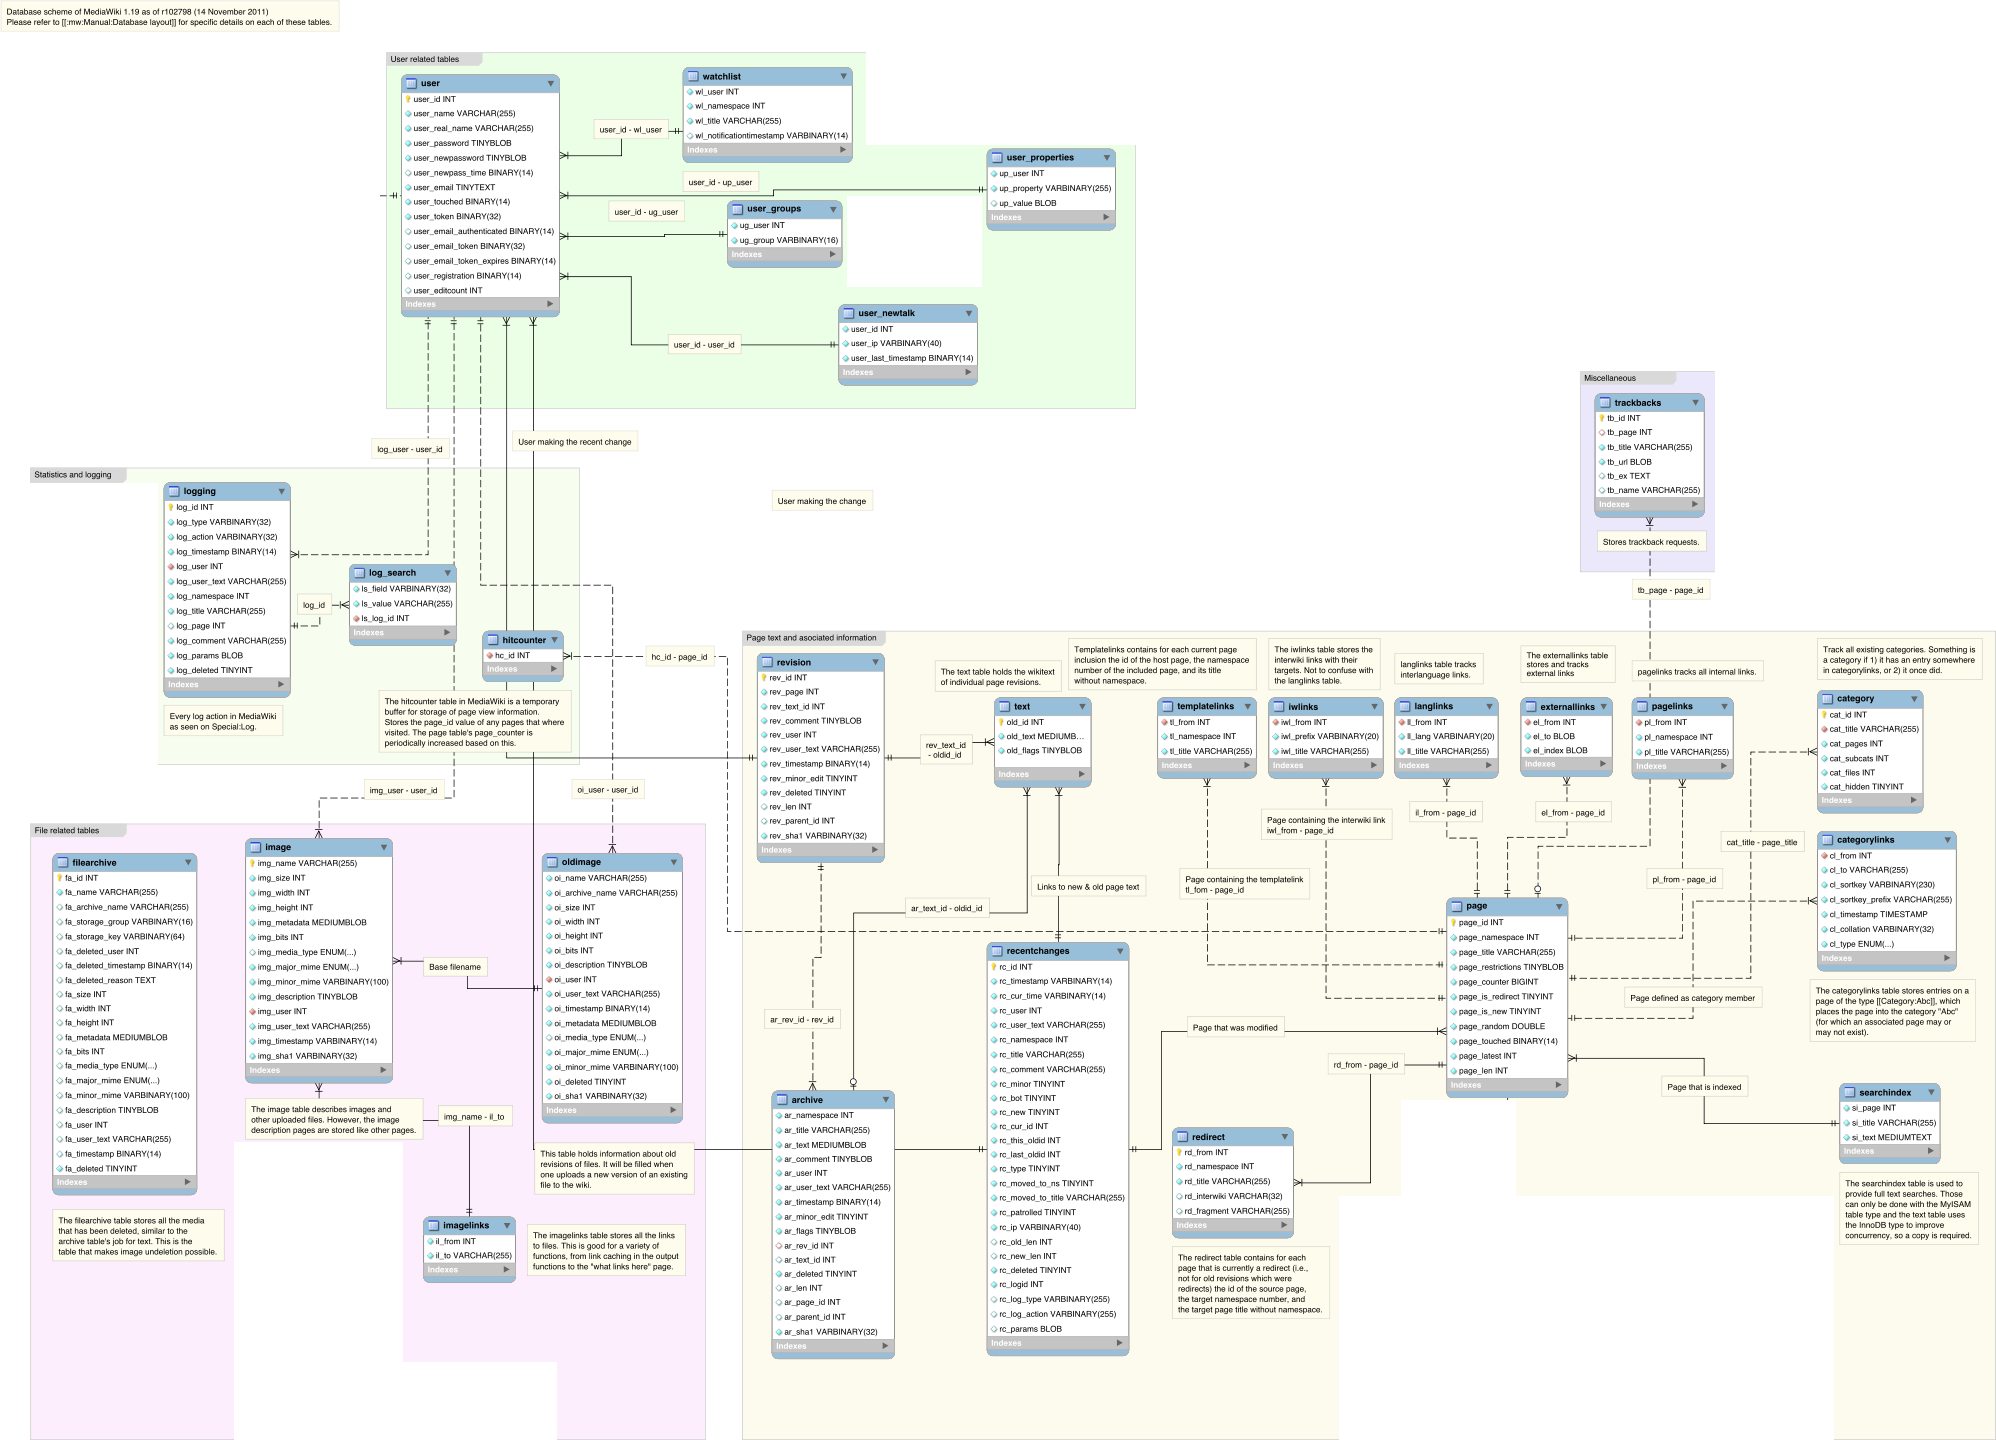 Database scheme of MediaWiki 1.19 as of r102798 (14 November 2011)
Please refer to [[:mw:Manual:Database layout]] for specific details on each of these tables.
User related tables
user
user_id INT
user_name VARCHAR(255)
user_real_name VARCHAR(255)
user_password TINYBLOB
user_newpassword TINYBLOB
user_newpass_time BINARY(14)
user_email TINYTEXT
user_touched BINARY(14)
user_token BINARY(32)
user_email_authenticated BINARY(14)
user_email_token BINARY(32)
user_email_token_expires BINARY(14)
user_registration BINARY(14)
user_editcount INT
Indexes
watchlist
wl_user INT
wl_namespace INT
wl_title VARCHAR(255)
wl_notificationtimestamp VARBINARY(14)
Indexes
user_id - wl_user
user_id - up_user
user_id - ug_user
user_id - user_id
user_properties
up_user INT
up_property VARBINARY(255)
up_value BLOB
Indexes
user_groups
ug_user INT
ug_group VARBINARY(16)
Indexes
user_newtalk
user_id INT
user_ip VARBINARY(40)
user_last_timestamp BINARY(14)
Indexes
Miscellaneous
trackbacks
tb_id INT
tb_page INT
tb_title VARCHAR(255)
tb_url BLOB
tb_ex TEXT
tb_name VARCHAR(255)
Indexes
Stores trackback requests.
tb_page - page_id
log_user - user_id
User making the recent change
User making the change
Statistics and logging
logging
log_id INT
log_type VARBINARY(32)
log_action VARBINARY(32)
log_timestamp BINARY(14)
log_user INT
log_user_text VARCHAR(255)
log_namespace INT
log_title VARCHAR(255)
log_page INT
log_comment VARCHAR(255)
log_params BLOB
log_deleted TINYINT
Indexes
Every log action in MediaWiki
as seen on Special:Log.
log_id
log_search
ls_field VARBINARY(32)
ls_value VARCHAR(255)
ls_log_id INT
Indexes
hitcounter
hc_id INT
Indexes
hc_id - page_id
The hitcounter table in MediaWiki is a temporary
buffer for storage of page view information.
Stores the page_id value of any pages that where
visited. The page table's page_counter is
periodically increased based on this.
img_user - user_id
oi_user - user_id
File related tables
filearchive
fa_id INT
fa_name VARCHAR(255)
fa_archive_name VARCHAR(255)
fa_storage_group VARBINARY(16)
fa_storage_key VARBINARY(64)
fa_deleted_user INT
fa_deleted_timestamp BINARY(14)
fa_deleted_reason TEXT
fa_size INT
fa_width INT
fa_height INT
fa_metadata MEDIUMBLOB
fa_bits INT
fa_media_type ENUM(...)
fa_major_mime ENUM(...)
fa_minor_mime VARBINARY(100)
fa_description TINYBLOB
fa_user INT
fa_user_text VARCHAR(255)
fa_timestamp BINARY(14)
fa_deleted TINYINT
Indexes
The filearchive table stores all the media
that has been deleted, similar to the
archive table's job for text. This is the
table that makes image undeletion possible.
image
img_name VARCHAR(255)
img_size INT
img_width INT
img_height INT
img_metadata MEDIUMBLOB
img_bits INT
img_media_type ENUM(...)
img_major_mime ENUM(...)
img_minor_mime VARBINARY(100)
img_description TINYBLOB
img_user INT
img_user_text VARCHAR(255)
img_timestamp VARBINARY(14)
img_sha1 VARBINARY(32)
Indexes
The image table describes images and
other uploaded files. However, the image
description pages are stored like other pages.
Base filename
img_name - il_to
oldimage
oi_name VARCHAR(255)
oi_archive_name VARCHAR(255)
oi_size INT
oi_width INT
oi_height INT
oi_bits INT
oi_description TINYBLOB
oi_user INT
oi_user_text VARCHAR(255)
oi_timestamp BINARY(14)
oi_metadata MEDIUMBLOB
oi_media_type ENUM(...)
oi_major_mime ENUM(...)
oi_minor_mime VARBINARY(100)
oi_deleted TINYINT
oi_sha1 VARBINARY(32)
Indexes
This table holds information about old
revisions of files. It will be filled when
one uploads a new version of an existing
file to the wiki.
imagelinks
il_from INT
il_to VARCHAR(255)
Indexes
The imagelinks table stores all the links
to files. This is good for a variety of
functions, from link caching in the output
functions to the "what links here" page.
Page text and asociated information
revision
rev_id INT
rev_page INT
rev_text_id INT
rev_comment TINYBLOB
rev_user INT
rev_user_text VARCHAR(255)
rev_timestamp BINARY(14)
rev_minor_edit TINYINT
rev_deleted TINYINT
rev_len INT
rev_parent_id INT
rev_sha1 VARBINARY(32)
Indexes
The text table holds the wikitext
of individual page revisions.
text
old_id INT
old_text MEDIUMB...
old_flags TINYBLOB
Indexes
rev_text_id
- oldid_id
Templatelinks contains for each current page
inclusion the id of the host page, the namespace
number of the included page, and its title
without namespace.
templatelinks
tl_from INT
tl_namespace INT
tl_title VARCHAR(255)
Indexes
The iwlinks table stores the
interwiki links with their
targets. Not to confuse with
the langlinks table.
iwlinks
iwl_from INT
iwl_prefix VARBINARY(20)
iwl_title VARCHAR(255)
Indexes
langlinks table tracks
interlanguage links.
langlinks
ll_from INT
ll_lang VARBINARY(20)
ll_title VARCHAR(255)
Indexes
The externallinks table
stores and tracks
external links
externallinks
el_from INT
el_to BLOB
el_index BLOB
Indexes
pagelinks tracks all internal links.
pagelinks
pl_from INT
pl_namespace INT
pl_title VARCHAR(255)
Indexes
Track all existing categories. Something is
a category if 1) it has an entry somewhere
in categorylinks, or 2) it once did.
category
cat_id INT
cat_title VARCHAR(255)
cat_pages INT
cat_subcats INT
cat_files INT
cat_hidden TINYINT
Indexes
Page containing the interwiki link
iwl_from - page_id
il_from - page_id
el_from - page_id
cat_title - page_title
Page containing the templatelink
tl_fom - page_id
pl_from - page_id
Links to new & old page text
ar_text_id - oldid_id
ar_rev_id - rev_id
categorylinks
cl_from INT
cl_to VARCHAR(255)
cl_sortkey VARBINARY(230)
cl_sortkey_prefix VARCHAR(255)
cl_timestamp TIMESTAMP
cl_collation VARBINARY(32)
cl_type ENUM(...)
Indexes
The categorylinks table stores entries on a
page of the type [[Category:Abc]], which
places the page into the category "Abc"
(for which an associated page may or
may not exist).
Page defined as category member
page
page_id INT
page_namespace INT
page_title VARCHAR(255)
page_restrictions TINYBLOB
page_counter BIGINT
page_is_redirect TINYINT
page_is_new TINYINT
page_random DOUBLE
page_touched BINARY(14)
page_latest INT
page_len INT
Indexes
Page that was modified
rd_from - page_id
Page that is indexed
archive
ar_namespace INT
ar_title VARCHAR(255)
ar_text MEDIUMBLOB
ar_comment TINYBLOB
ar_user INT
ar_user_text VARCHAR(255)
ar_timestamp BINARY(14)
ar_minor_edit TINYINT
ar_flags TINYBLOB
ar_rev_id INT
ar_text_id INT
ar_deleted TINYINT
ar_len INT
ar_page_id INT
ar_parent_id INT
ar_sha1 VARBINARY(32)
Indexes
recentchanges
rc_id INT
rc_timestamp VARBINARY(14)
rc_cur_time VARBINARY(14)
rc_user INT
rc_user_text VARCHAR(255)
rc_namespace INT
rc_title VARCHAR(255)
rc_comment VARCHAR(255)
rc_minor TINYINT
rc_bot TINYINT
rc_new TINYINT
rc_cur_id INT
rc_this_oldid INT
rc_last_oldid INT
rc_type TINYINT
rc_moved_to_ns TINYINT
rc_moved_to_title VARCHAR(255)
rc_patrolled TINYINT
rc_ip VARBINARY(40)
rc_old_len INT
rc_new_len INT
rc_deleted TINYINT
rc_logid INT
rc_log_type VARBINARY(255)
rc_log_action VARBINARY(255)
rc_params BLOB
Indexes
redirect
rd_from INT
rd_namespace INT
rd_title VARCHAR(255)
rd_interwiki VARCHAR(32)
rd_fragment VARCHAR(255)
Indexes
The redirect table contains for each
page that is currently a redirect (i.e.,
not for old revisions which were
redirects) the id of the source page,
the target namespace number, and
the target page title without namespace.
searchindex
si_page INT
si_title VARCHAR(255)
si_text MEDIUMTEXT
Indexes
The searchindex table is used to
provide full text searches. Those
can only be done with the MyISAM
table type and the text table uses
the InnoDB type to improve
concurrency, so a copy is required.